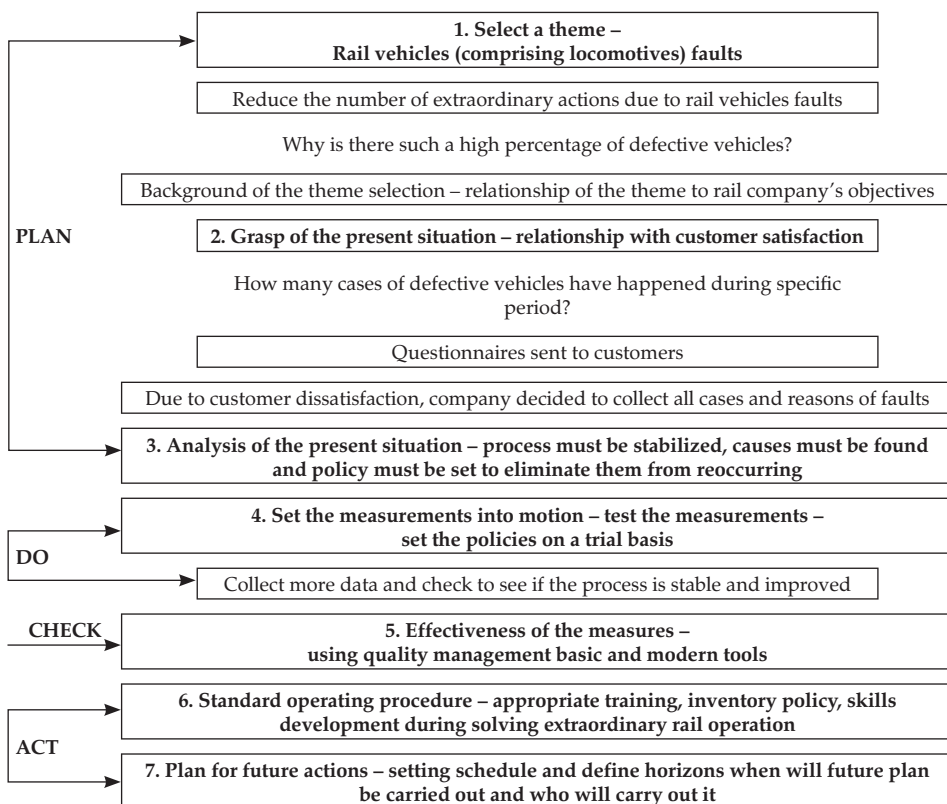 1. Select a theme –
Rail vehicles (comprising locomotives) faults
Reduce the number of extraordinary actions due to rail vehicles faults
Why is there such a high percentage of defective vehicles?
Background of the theme selection – relationship of the theme to rail company’s objectives
PLAN
2. Grasp of the present situation – relationship with customer satisfaction
How many cases of defective vehicles have happened during specific
period?
Questionnaires sent to customers
Due to customer dissatisfaction, company decided to collect all cases and reasons of faults
3. Analysis of the present situation – process must be stabilized, causes must be found
and policy must be set to eliminate them from reoccurring
4. Set the measurements into motion – test the measurements –
set the policies on a trial basis
DO
Collect more data and check to see if the process is stable and improved
CHECK
5. Effectiveness of the measures –
using quality management basic and modern tools
6. Standard operating procedure – appropriate training, inventory policy, skills
development during solving extraordinary rail operation
ACT
7. Plan for future actions – setting schedule and define horizons when will future plan
be carried out and who will carry out it